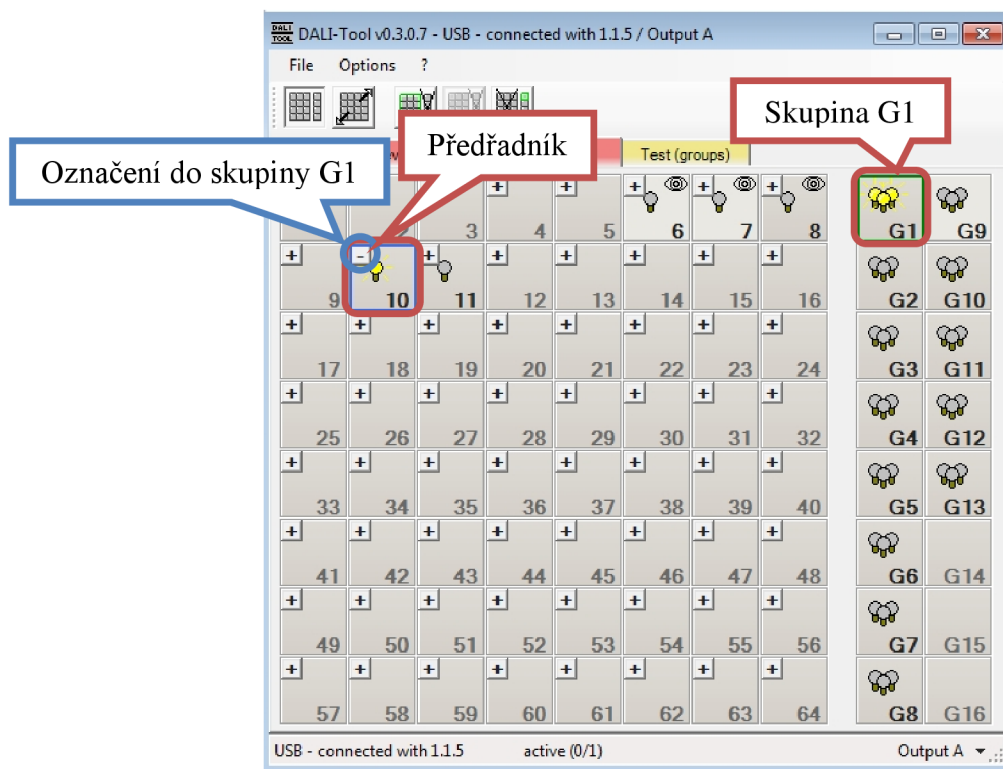 DALI TOOL DALI-Tool v0.3.0.7 - USB - connected with 1.1.5 / Output A
File Options ?
Skupina G1
Předřadník
Označení do skupiny G1
Test (groups)
3 + 4 + 5 + 6 + 7 + 8 G1 G9
+ 9 - 10 + 11 + 12 + 13 + 14 + 15 + 16 G2 G10
+ 17 + 18 + 19 + 20 + 21 + 22 + 23 + 24 G3 G11
+ 25 + 26 + 27 + 28 + 29 + 30 + 31 + 32 G4 G12
+ 33 + 34 + 35 + 36 + 37 + 38 + 39 + 40 G5 G13
+ 41 + 42 + 43 + 44 + 45 + 46 + 47 + 48 G6 G14
+ 49 + 50 + 51 + 52 + 53 + 54 + 55 + 56 G7 G15
+ 57 + 58 + 59 + 60 + 61 + 62 + 63 + 64 G8 G16
USB - connected with 1.1.5 active (0/1) Output A